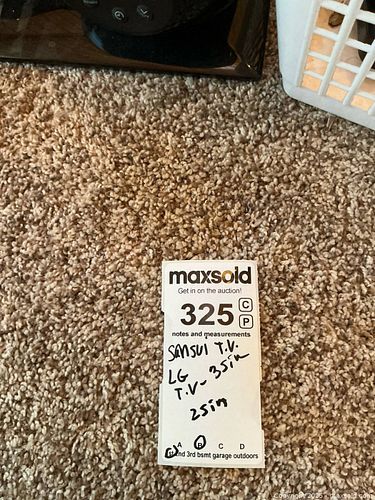 maxsold
Get in on the auction!
325 C
P
notes and measurements
SANSUI T.V.
LG
T.V- 35in
25in
A B C D
1st 2nd 3rd bsmt garage outdoors